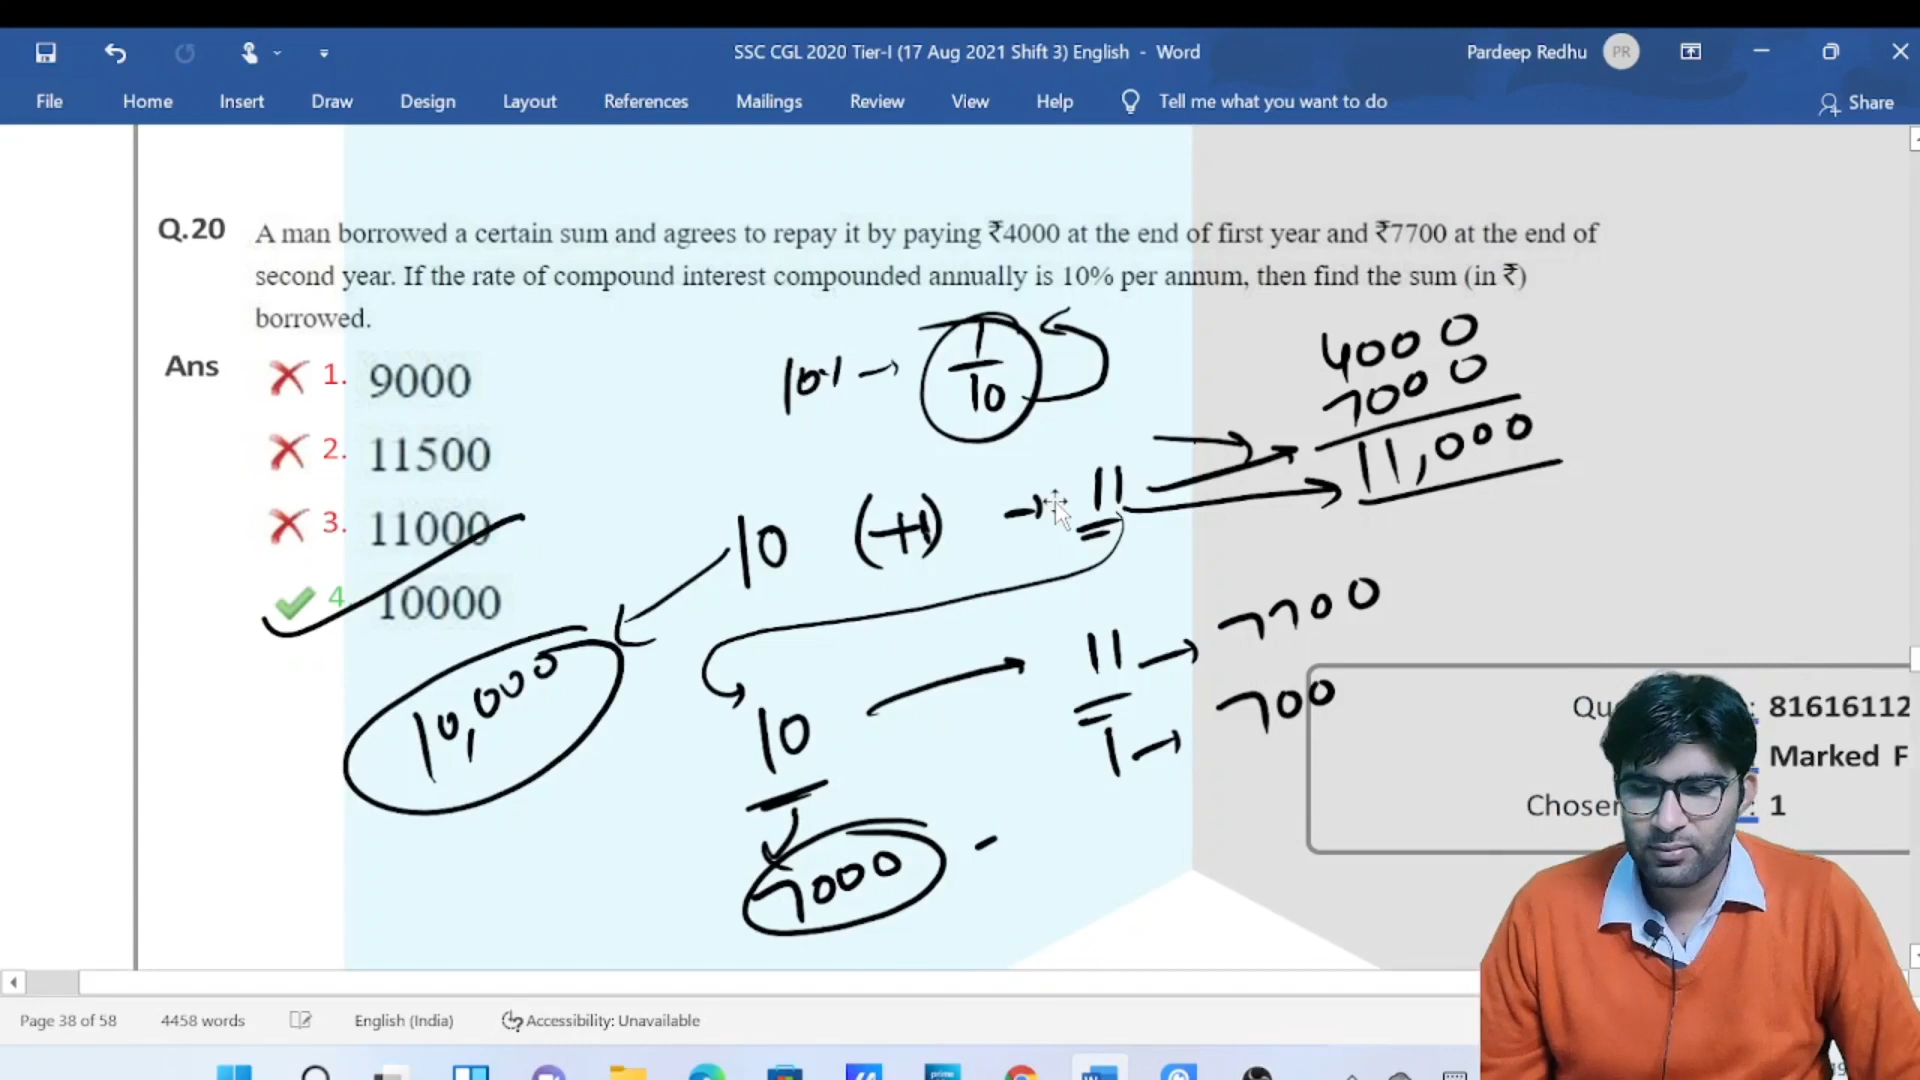 SSC CGL 2020 Tier-I (17 Aug 2021 Shift 3) English - Word
Pardeep Redhu PR
File Home Insert Draw Design Layout References Mailings Review View Help Tell me what you want to do Share
Q.20 A man borrowed a certain sum and agrees to repay it by paying ₹4000 at the end of first year and ₹7700 at the end of
second year. If the rate of compound interest compounded annually is 10% per annum, then find the sum (in ₹)
borrowed.
Ans
1. 9000
2. 11500
3. 11000
4. 10000
10% → 1/10
4000
7000
11,000
10 (+1) → 11
10,000
10 → 11 → 7700
1 → 700
7000 -
Qu : 81616112
Marked F
Chosen : 1
Page 38 of 58 4458 words English (India) Accessibility: Unavailable
prime